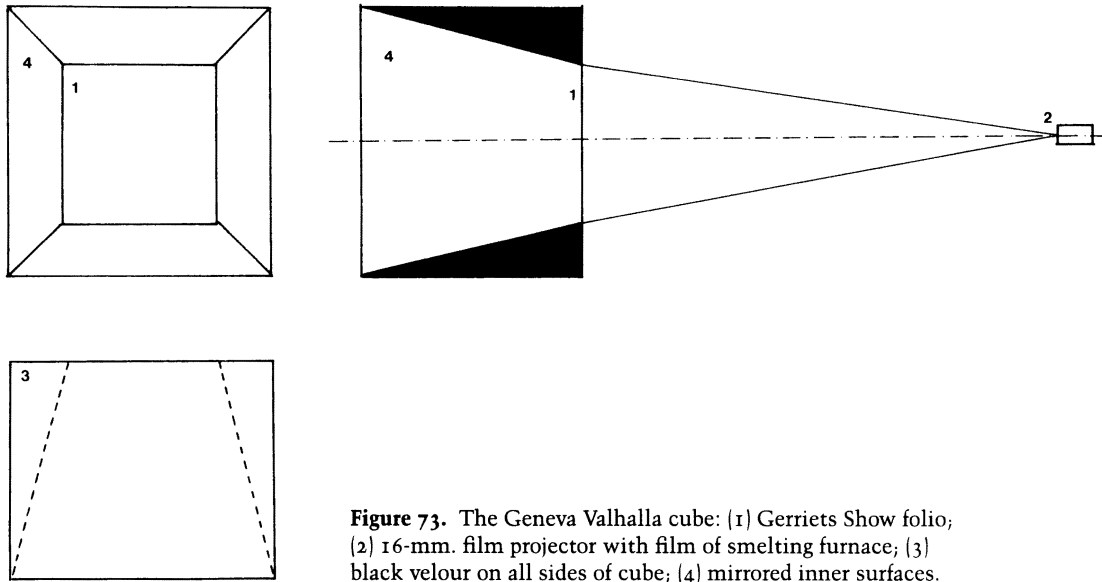 4
1
4
1
2
3
Figure 73. The Geneva Valhalla cube: (1) Gerriets Show folio;
(2) 16-mm. film projector with film of smelting furnace; (3)
black velour on all sides of cube; (4) mirrored inner surfaces.